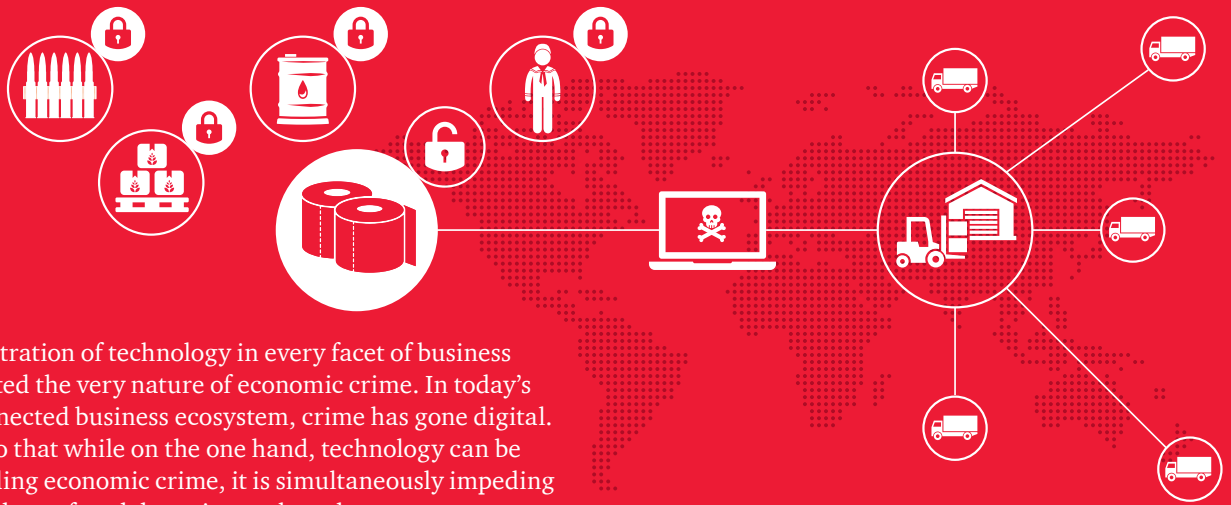 tration of technology in every facet of business
ted the very nature of economic crime. In today’s
nnected business ecosystem, crime has gone digital.
o that while on the one hand, technology can be
ling economic crime, it is simultaneously impeding